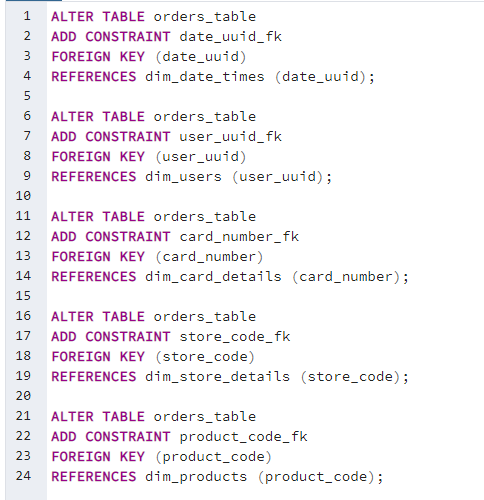 1 ALTER TABLE orders_table
2 ADD CONSTRAINT date_uuid_fk
3 FOREIGN KEY (date_uuid)
4 REFERENCES dim_date_times (date_uuid);
5
6 ALTER TABLE orders_table
7 ADD CONSTRAINT user_uuid_fk
8 FOREIGN KEY (user_uuid)
9 REFERENCES dim_users (user_uuid);
10
11 ALTER TABLE orders_table
12 ADD CONSTRAINT card_number_fk
13 FOREIGN KEY (card_number)
14 REFERENCES dim_card_details (card_number);
15
16 ALTER TABLE orders_table
17 ADD CONSTRAINT store_code_fk
18 FOREIGN KEY (store_code)
19 REFERENCES dim_store_details (store_code);
20
21 ALTER TABLE orders_table
22 ADD CONSTRAINT product_code_fk
23 FOREIGN KEY (product_code)
24 REFERENCES dim_products (product_code);